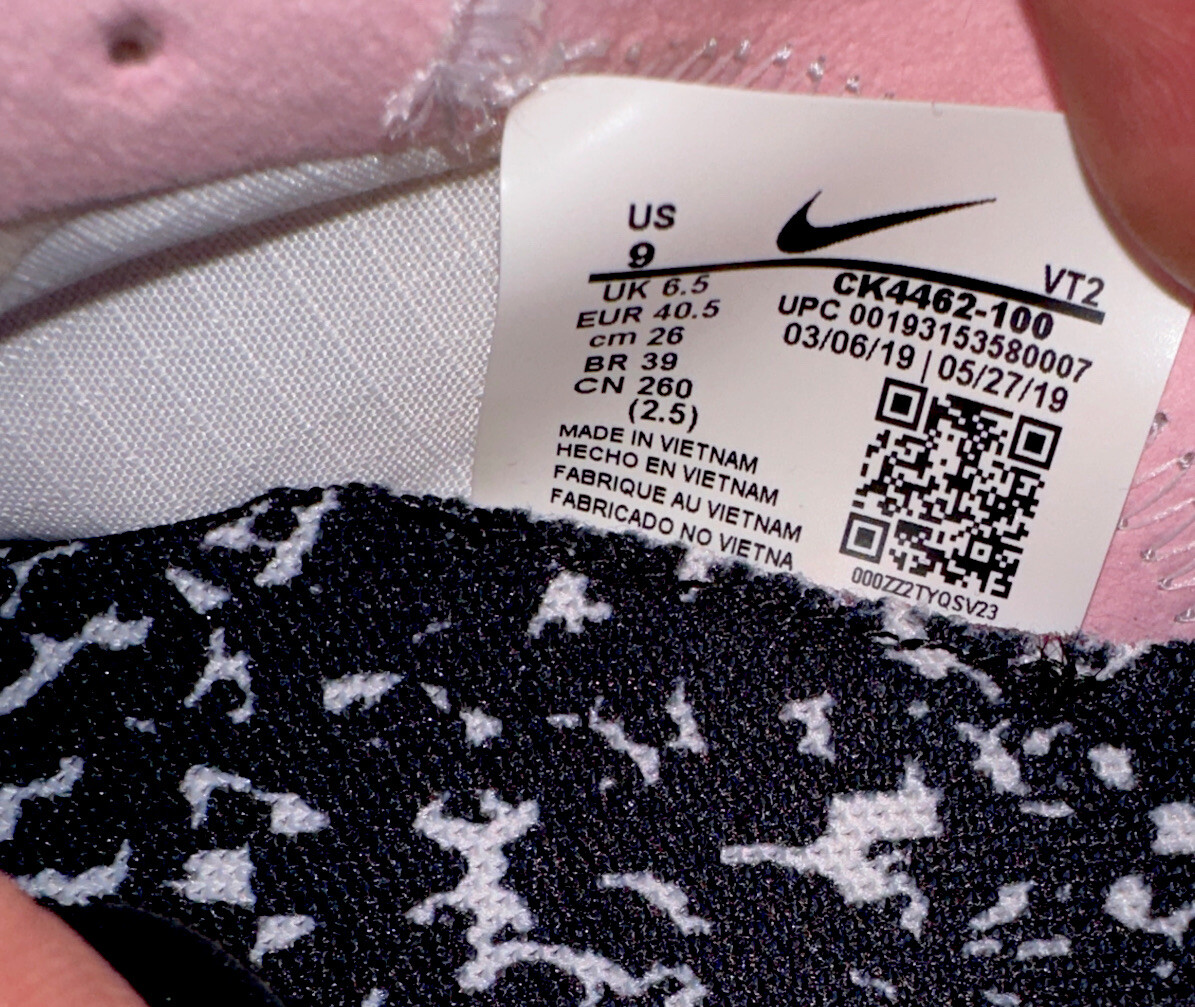 US
9
UK 6.5
EUR 40.5
cm 26
BR 39
CN 260
(2.5)
MADE IN VIETNAM
HECHO EN VIETNAM
FABRIQUE AU VIETNAM
FABRICADO NO VIETNA
VT2
CK4462-100
UPC 00193153580007
03/06/19 | 05/27/19
000ZZ2TYQSV23